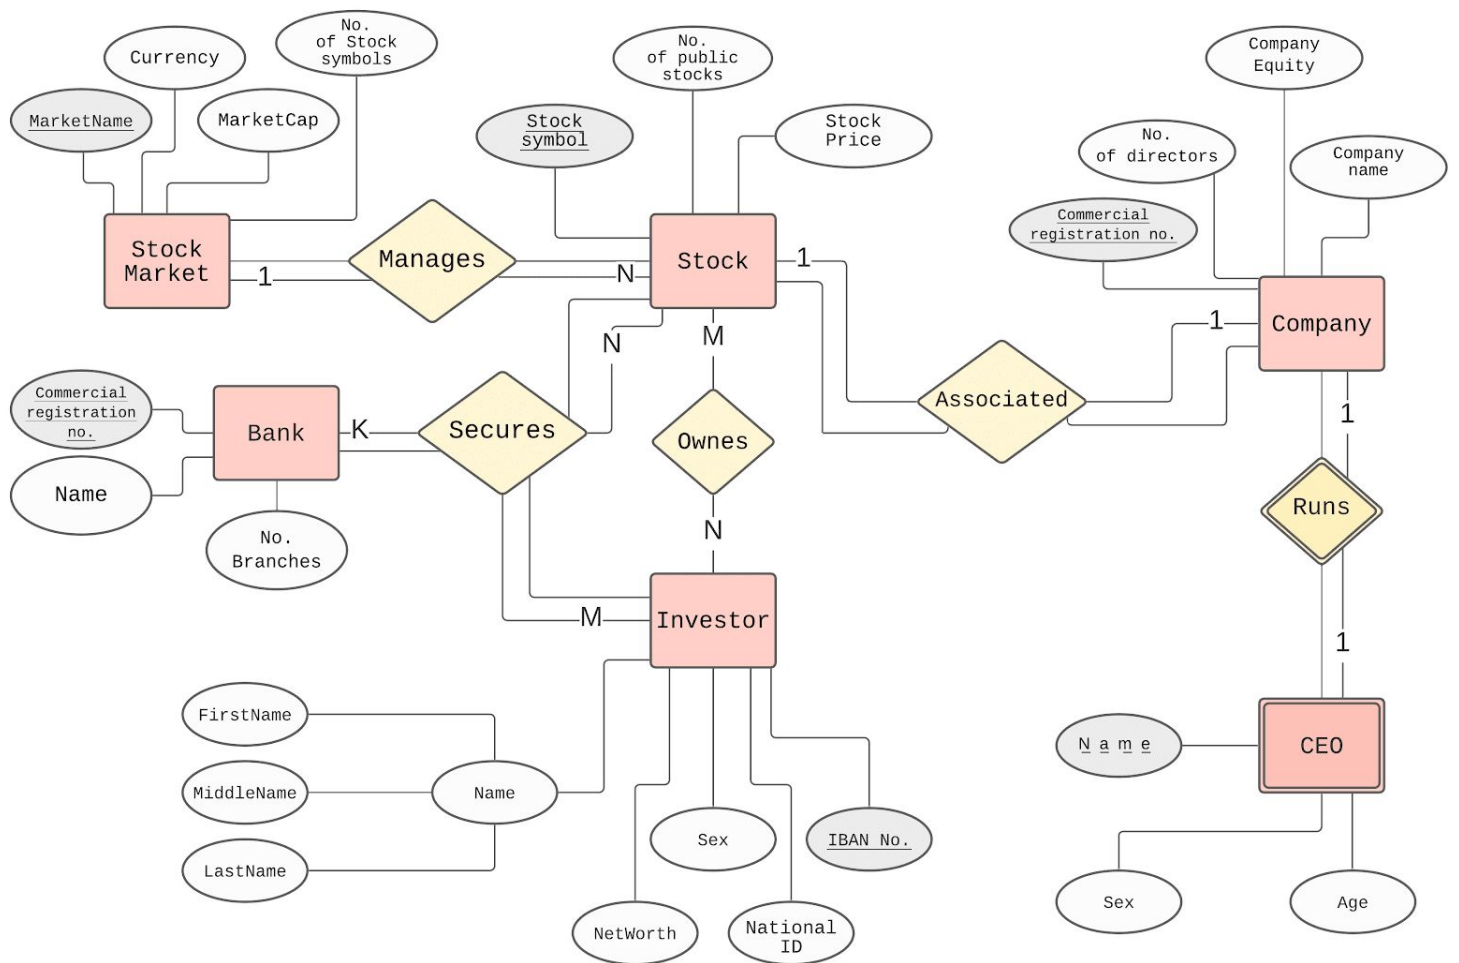 No.
of Stock
symbols
Currency
MarketName
MarketCap
No.
of public
stocks
Stock
symbol
Stock
Price
Company
Equity
No.
of directors
Company
name
Commercial
registration no.
Stock
Market
1
Manages
N
Stock
1
1
Company
N
M
Commercial
registration
no.
Name
Bank
K
Secures
Ownes
Associated
1
Runs
No.
Branches
N
M
Investor
1
FirstName
MiddleName
LastName
Name
NetWorth
Sex
National
ID
IBAN No.
Name
CEO
Sex
Age